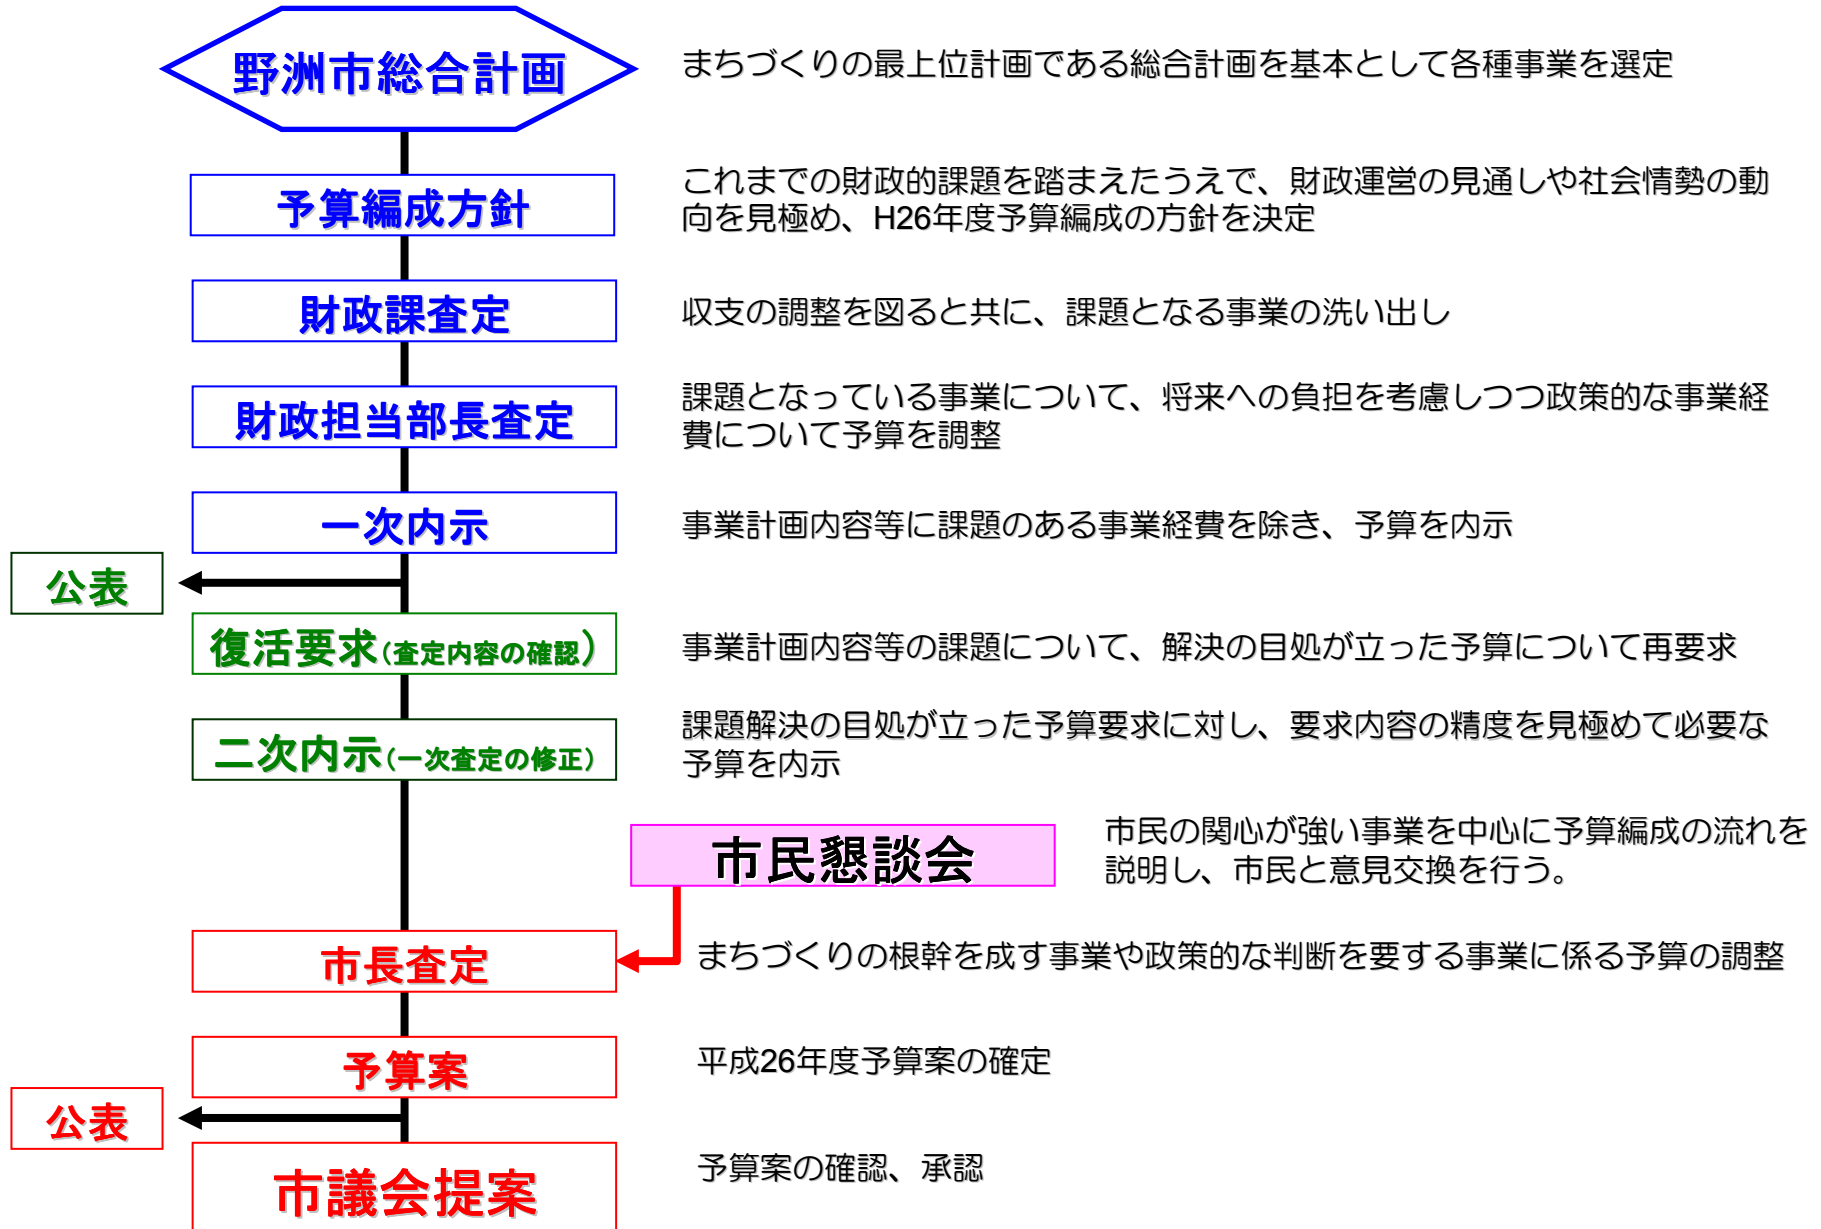 野洲市総合計画
まちづくりの最上位計画である総合計画を基本として各種事業を選定
予算編成方針
これまでの財政的課題を踏まえたうえで、財政運営の見通しや社会情勢の動
向を見極め、H26年度予算編成の方針を決定
財政課査定
収支の調整を図ると共に、課題となる事業の洗い出し
財政担当部長査定
課題となっている事業について、将来への負担を考慮しつつ政策的な事業経
費について予算を調整
一次内示
事業計画内容等に課題のある事業経費を除き、予算を内示
公表
復活要求(査定内容の確認)
事業計画内容等の課題について、解決の目処が立った予算について再要求
二次内示(一次査定の修正)
課題解決の目処が立った予算要求に対し、要求内容の精度を見極めて必要な
予算を内示
市民懇談会
市民の関心が強い事業を中心に予算編成の流れを
説明し、市民と意見交換を行う。
市長査定
まちづくりの根幹を成す事業や政策的な判断を要する事業に係る予算の調整
予算案
平成26年度予算案の確定
公表
市議会提案
予算案の確認、承認